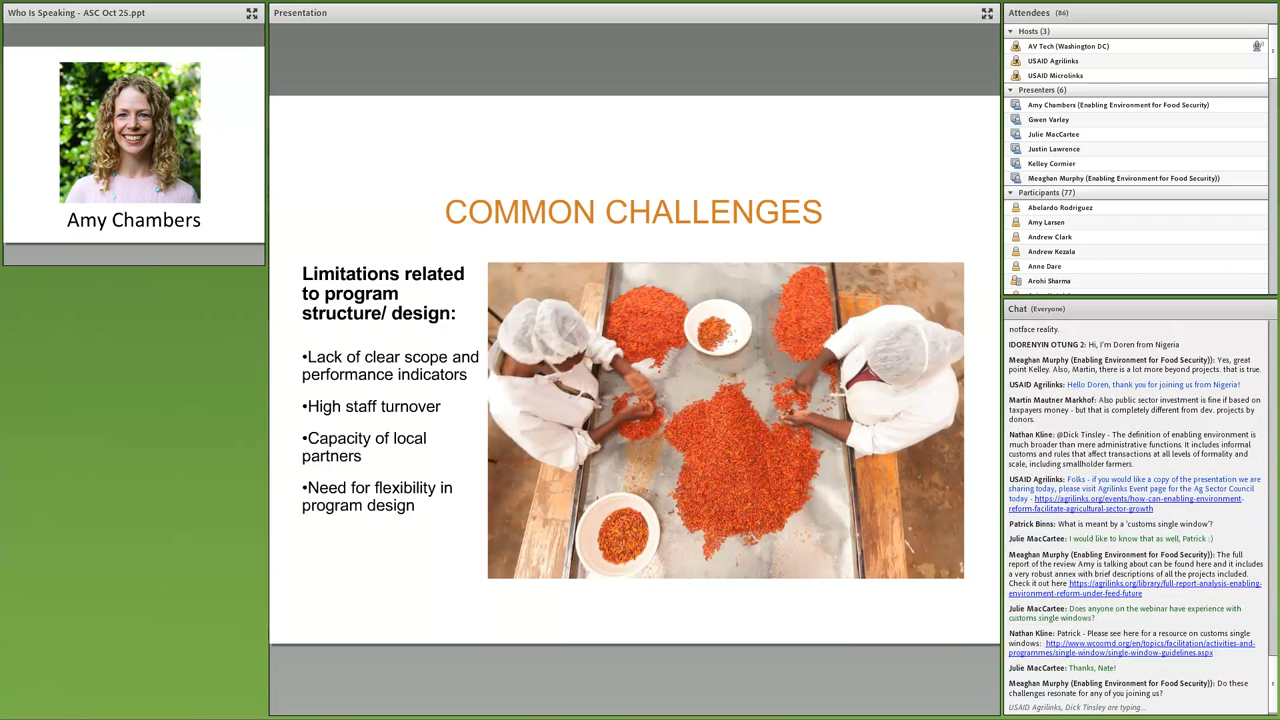 Who Is Speaking - ASC Oct 25.ppt
Amy Chambers
Presentation
COMMON CHALLENGES
Limitations related
to program
structure/ design:
•Lack of clear scope and
performance indicators
•High staff turnover
•Capacity of local
partners
•Need for flexibility in
program design
Attendees (86)
Hosts (3)
AV Tech (Washington DC)
USAID Agrilinks
USAID Microlinks
Presenters (6)
Amy Chambers (Enabling Environment for Food Security)
Gwen Varley
Julie MacCartee
Justin Lawrence
Kelley Cormier
Meaghan Murphy (Enabling Environment for Food Security))
Participants (77)
Abelardo Rodriguez
Amy Larsen
Andrew Clark
Andrew Kezala
Anne Dare
Arohi Sharma
Chat (Everyone)
notface reality.
IDORENYIN OTUNG 2: Hi, I'm Doren from Nigeria
Meaghan Murphy (Enabling Environment for Food Security)): Yes, great
point Kelley. Also, Martin, there is a lot more beyond projects. that is true.
USAID Agrilinks: Hello Doren, thank you for joining us from Nigeria!
Martin Mautner Markhof: Also public sector investment is fine if based on
taxpayers money - but that is completely different from dev. projects by
donors.
Nathan Kline: @Dick Tinsley - The definition of enabling environment is
much broader than mere administrative functions. It includes informal
customs and rules that affect transactions at all levels of formality and
scale, including smallholder farmers.
USAID Agrilinks: Folks - if you would like a copy of the presentation we are
sharing today, please visit Agrilinks Event page for the Ag Sector Council
today - https://agrilinks.org/events/how-can-enabling-environment-
reform-facilitate-agricultural-sector-growth
Patrick Binns: What is meant by a 'customs single window'?
Julie MacCartee: I would like to know that as well, Patrick :)
Meaghan Murphy (Enabling Environment for Food Security)): The full
report of the review Amy is talking about can be found here and it includes
a very robust annex with brief descriptions of all the projects included.
Check it out here https://agrilinks.org/library/full-report-analysis-enabling-
environment-reform-under-feed-future
Julie MacCartee: Does anyone on the webinar have experience with
customs single windows?
Nathan Kline: Patrick - Please see here for a resource on customs single
windows: http://www.wcoomd.org/en/topics/facilitation/activities-and-
programmes/single-window/single-window-guidelines.aspx
Julie MacCartee: Thanks, Nate!
Meaghan Murphy (Enabling Environment for Food Security)): Do these
challenges resonate for any of you joining us?
USAID Agrilinks, Dick Tinsley are typing...